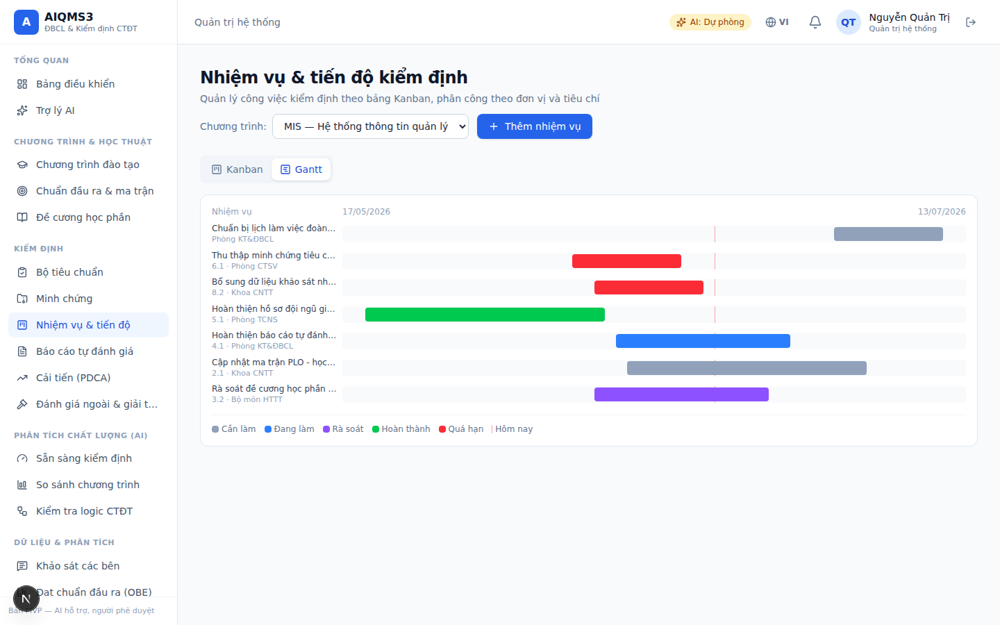 A
AIQMS3
ĐBCL & Kiểm định CTĐT
TỔNG QUAN
Bảng điều khiển
Trợ lý AI
CHƯƠNG TRÌNH & HỌC THUẬT
Chương trình đào tạo
Chuẩn đầu ra & ma trận
Đề cương học phần
KIỂM ĐỊNH
Bộ tiêu chuẩn
Minh chứng
Nhiệm vụ & tiến độ
Báo cáo tự đánh giá
Cải tiến (PDCA)
Đánh giá ngoài & giải t...
PHÂN TÍCH CHẤT LƯỢNG (AI)
Sẵn sàng kiểm định
So sánh chương trình
Kiểm tra logic CTĐT
DỮ LIỆU & PHÂN TÍCH
Khảo sát các bên
Đạt chuẩn đầu ra (OBE)
MVP — AI hỗ trợ, người phê duyệt
Quản trị hệ thống
AI: Dự phòng
VI
QT
Nguyễn Quản Trị
Quản trị hệ thống
Nhiệm vụ & tiến độ kiểm định
Quản lý công việc kiểm định theo bảng Kanban, phân công theo đơn vị và tiêu chí
Chương trình:
MIS — Hệ thống thông tin quản lý
Thêm nhiệm vụ
Kanban
Gantt
Nhiệm vụ
17/05/2026
13/07/2026
Chuẩn bị lịch làm việc đoàn...
Phòng KT&ĐBCL
Thu thập minh chứng tiêu c...
6.1 · Phòng CTSV
Bổ sung dữ liệu khảo sát nh...
8.2 · Khoa CNTT
Hoàn thiện hồ sơ đội ngũ gi...
5.1 · Phòng TCNS
Hoàn thiện báo cáo tự đánh...
4.1 · Phòng KT&ĐBCL
Cập nhật ma trận PLO - học...
2.1 · Khoa CNTT
Rà soát đề cương học phần ...
3.2 · Bộ môn HTTT
Cần làm
Đang làm
Rà soát
Hoàn thành
Quá hạn
Hôm nay